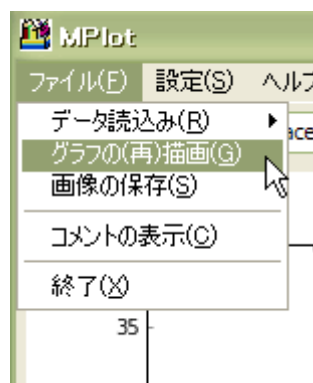 MPlot
ファイル(F) 設定(S) ヘルプ
データ読込み(R)
グラフの(再)描画(G)
画像の保存(S)
コメントの表示(C)
終了(X)
35